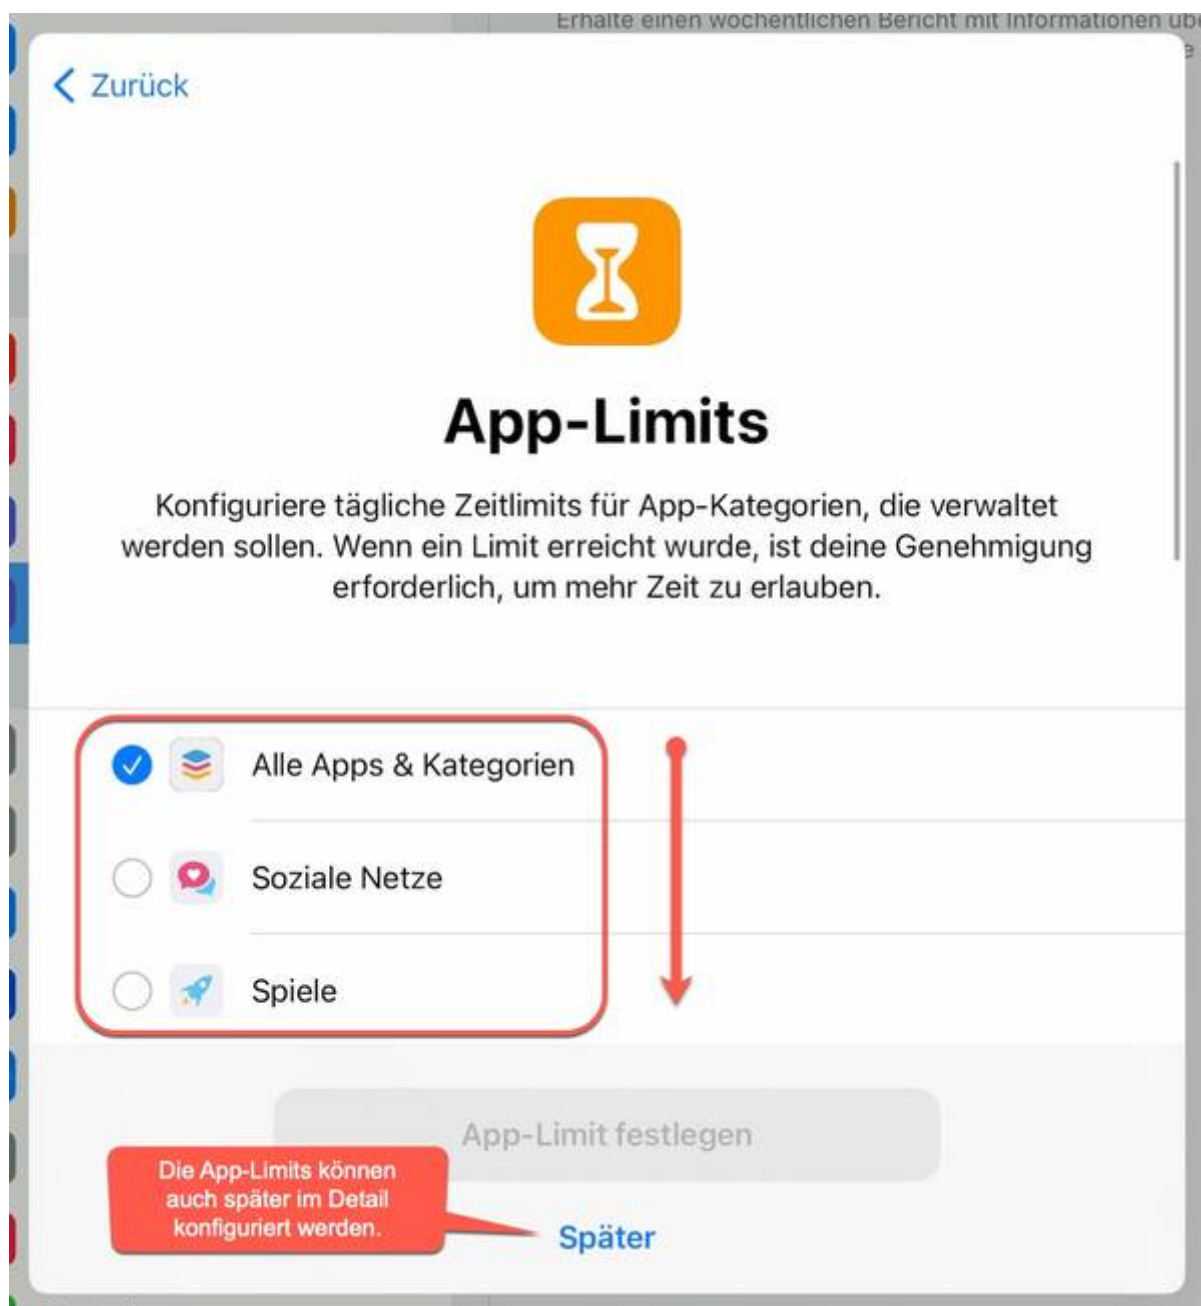 Erhalte einen wöchentlichen Bericht mit Informationen
Zurück
App-Limits
Konfiguriere tägliche Zeitlimits für App-Kategorien, die verwaltet
werden sollen. Wenn ein Limit erreicht wurde, ist deine Genehmigung
erforderlich, um mehr Zeit zu erlauben.
Alle Apps & Kategorien
Soziale Netze
Spiele
App-Limit festlegen
Die App-Limits können
auch später im Detail
konfiguriert werden.
Später